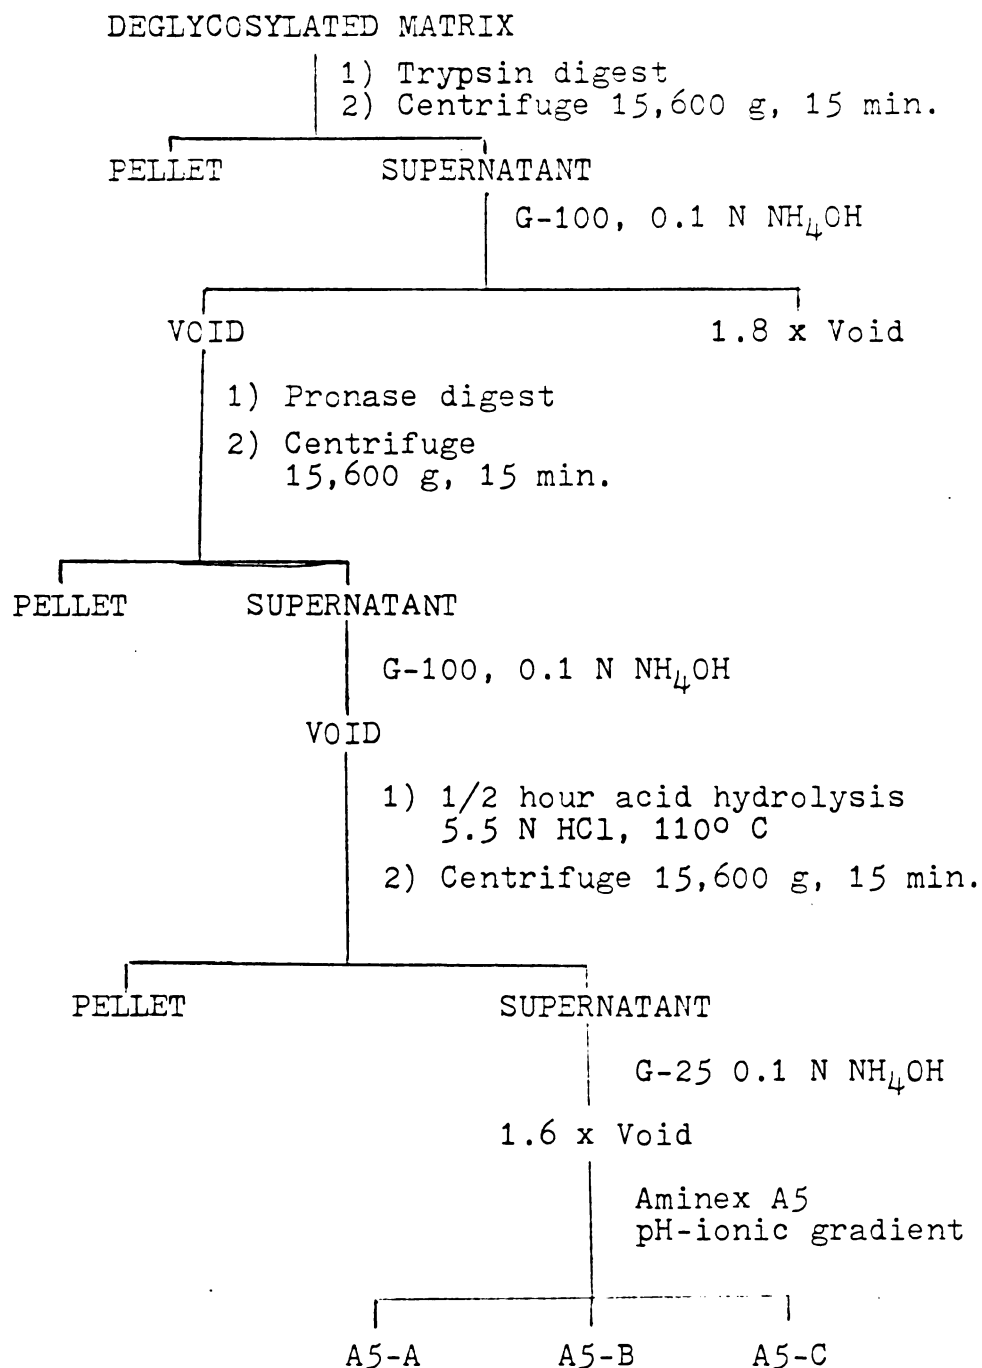 DEGLYCOSYLATED MATRIX
1) Trypsin digest
2) Centrifuge 15,600 g, 15 min.
PELLET
SUPERNATANT
G-100, 0.1 N NH4OH
VOID
1.8 x Void
1) Pronase digest
2) Centrifuge
15,600 g, 15 min.
PELLET
SUPERNATANT
G-100, 0.1 N NH4OH
VOID
1) 1/2 hour acid hydrolysis
5.5 N HCl, 110º C
2) Centrifuge 15,600 g, 15 min.
PELLET
SUPERNATANT
G-25 0.1 N NH4OH
1.6 x Void
Aminex A5
pH-ionic gradient
A5-A
A5-B
A5-C